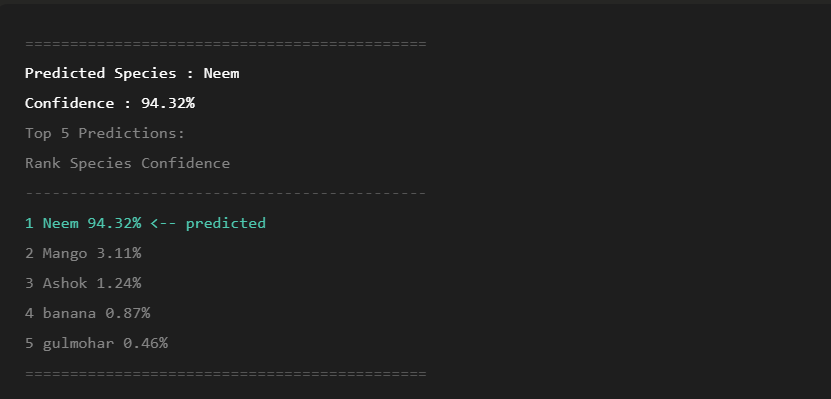 =============================================
Predicted Species : Neem
Confidence : 94.32%
Top 5 Predictions:
Rank Species Confidence
---------------------------------------------
1 Neem 94.32% <-- predicted
2 Mango 3.11%
3 Ashok 1.24%
4 banana 0.87%
5 gulmohar 0.46%
=============================================